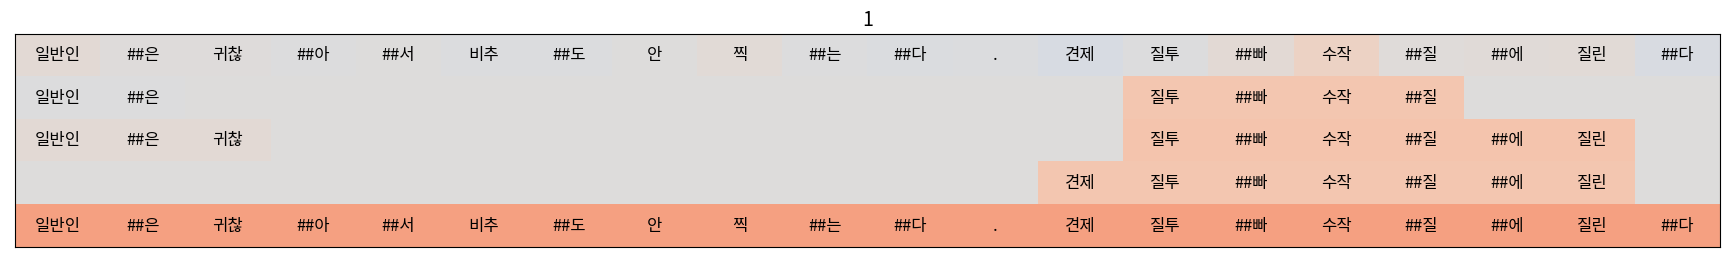 1
일반인 ##은 귀찮 ##아 ##서 비추 ##도 안 찍 ##는 ##다 . 견제 질투 ##빠 수작 ##질 ##에 질린 ##다
일반인 ##은 질투 ##빠 수작 ##질
일반인 ##은 귀찮 질투 ##빠 수작 ##질 ##에 질린
견제 질투 ##빠 수작 ##질 ##에 질린
일반인 ##은 귀찮 ##아 ##서 비추 ##도 안 찍 ##는 ##다 . 견제 질투 ##빠 수작 ##질 ##에 질린 ##다